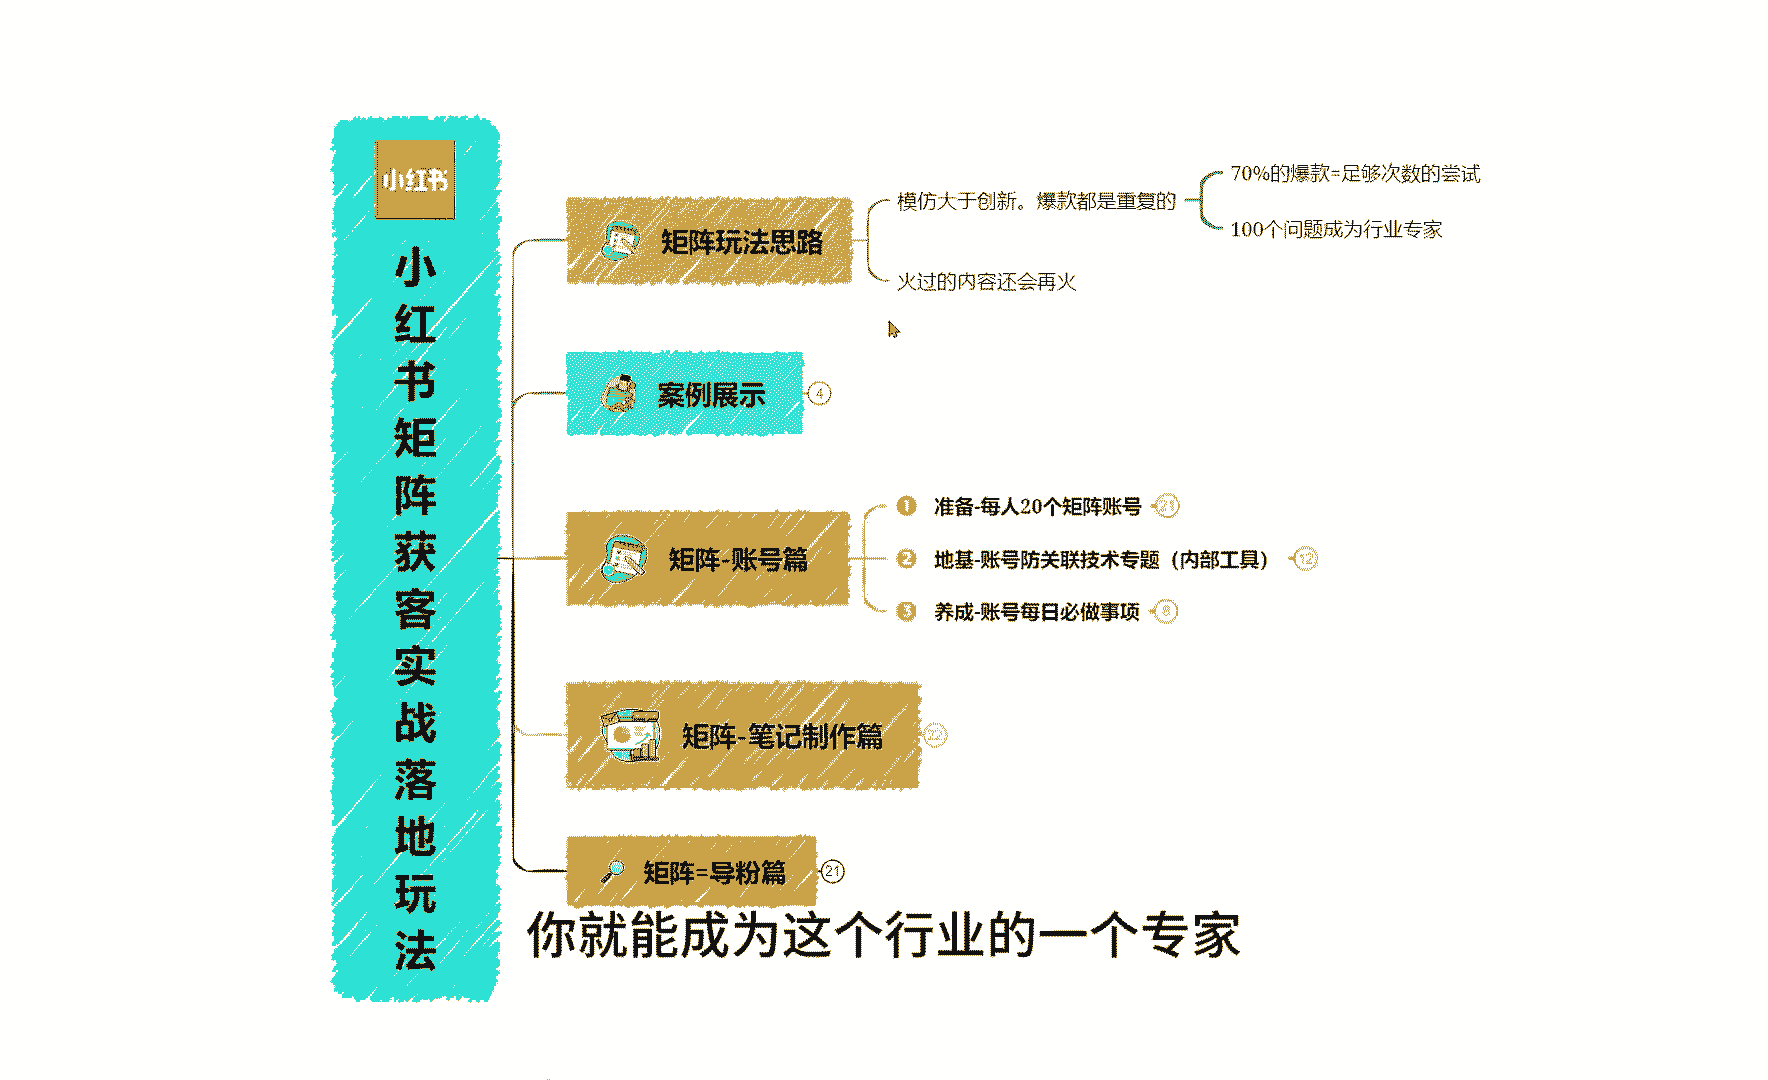 小红书
小红书矩阵获客实战落地玩法
矩阵玩法思路
模仿大于创新。爆款都是重复的
70%的爆款=足够次数的尝试
100个问题成为行业专家
火过的内容还会再火
案例展示
4
矩阵-账号篇
1 准备-每人20个矩阵账号 21
2 地基-账号防关联技术专题（内部工具） 12
3 养成-账号每日必做事项 8
矩阵-笔记制作篇
22
矩阵=导粉篇
21
你就能成为这个行业的一个专家